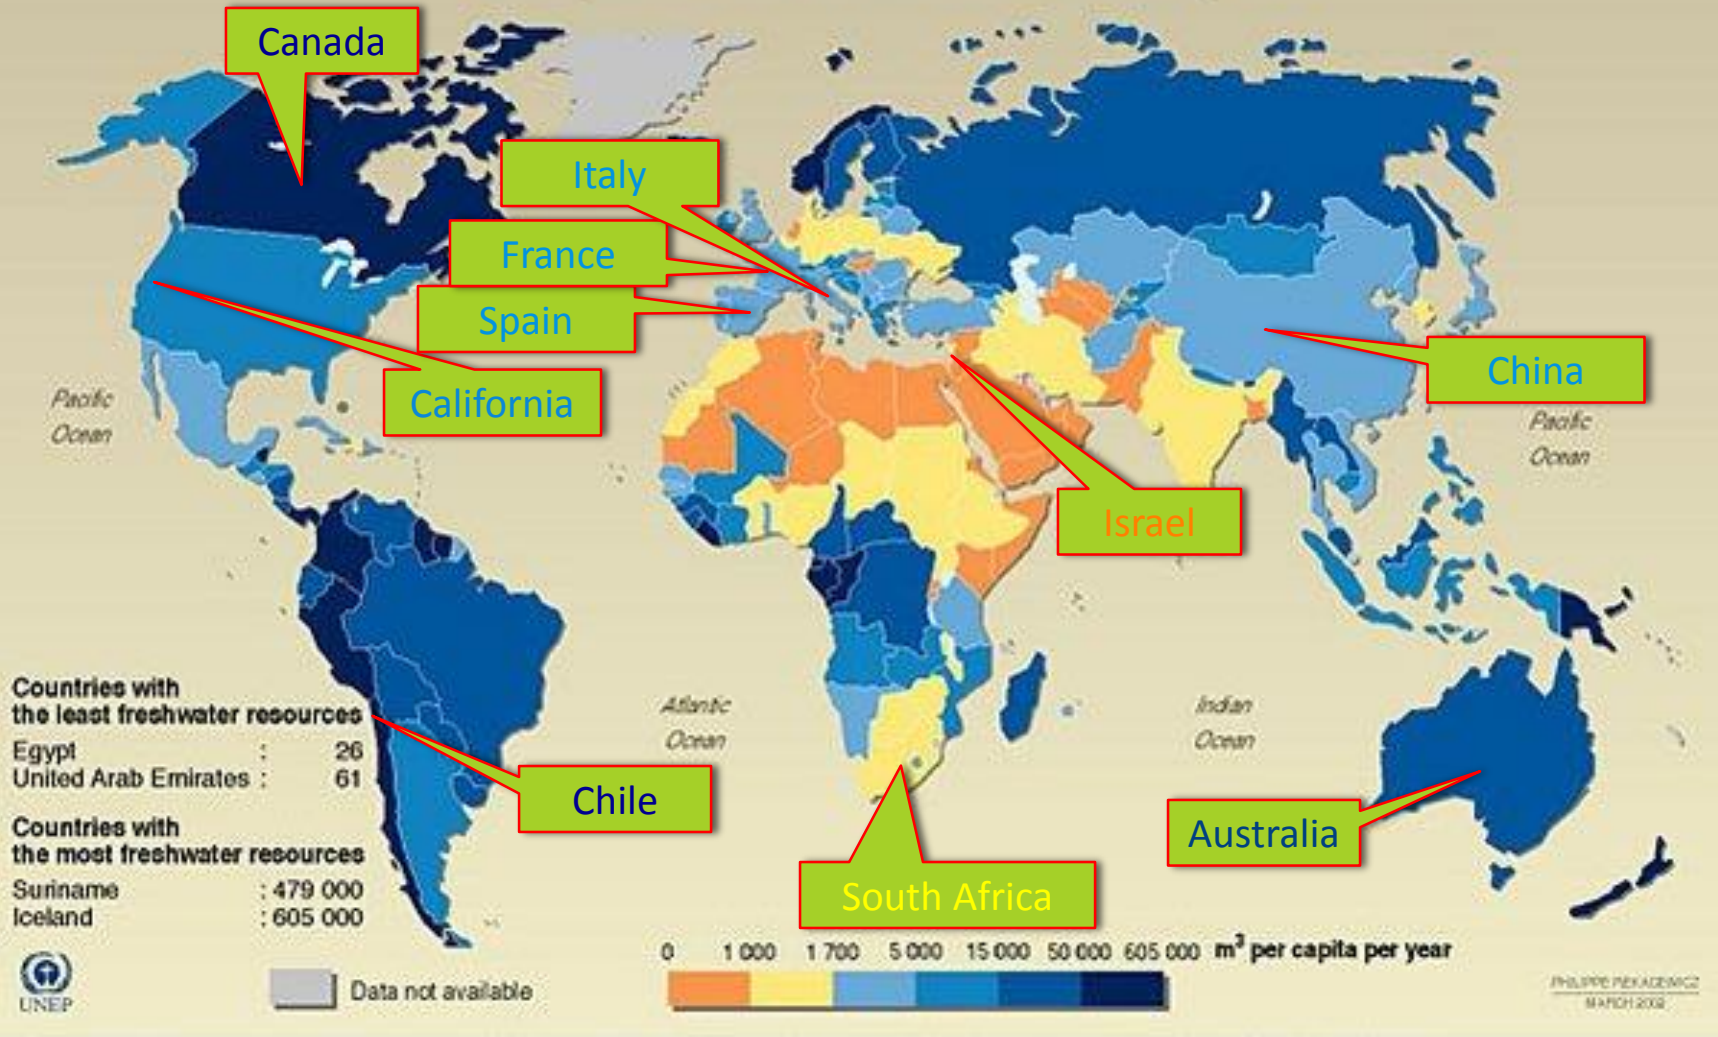 Canada
Italy
France
Spain
California
China
Israel
Pacific
Ocean
Pacific
Ocean
Atlantic
Ocean
Indian
Ocean
Chile
Australia
South Africa
Countries with
the least freshwater resources
Egypt : 26
United Arab Emirates : 61
Countries with
the most freshwater resources
Suriname : 479 000
Iceland : 605 000
UNEP
Data not available
0 1 000 1 700 5 000 15 000 50 000 605 000 m³ per capita per year
MARCH 2002